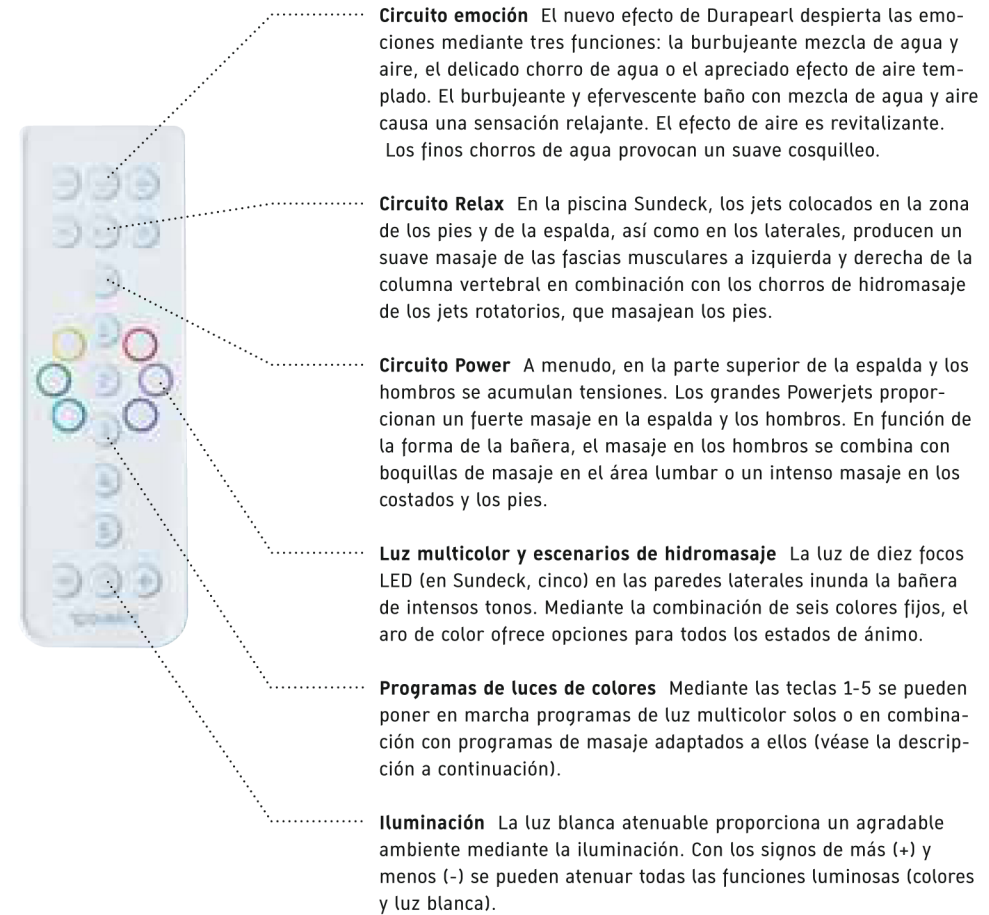 Circuito emoción El nuevo efecto de Durapearl despierta las emo-
ciones mediante tres funciones: la burbujeante mezcla de agua y
aire, el delicado chorro de agua o el apreciado efecto de aire tem-
plado. El burbujeante y efervescente baño con mezcla de agua y aire
causa una sensación relajante. El efecto de aire es revitalizante.
Los finos chorros de agua provocan un suave cosquilleo.
Circuito Relax En la piscina Sundeck, los jets colocados en la zona
de los pies y de la espalda, así como en los laterales, producen un
suave masaje de las fascias musculares a izquierda y derecha de la
columna vertebral en combinación con los chorros de hidromasaje
de los jets rotatorios, que masajean los pies.
Circuito Power A menudo, en la parte superior de la espalda y los
hombros se acumulan tensiones. Los grandes Powerjets propor-
cionan un fuerte masaje en la espalda y los hombros. En función de
la forma de la bañera, el masaje en los hombros se combina con
boquillas de masaje en el área lumbar o un intenso masaje en los
costados y los pies.
Luz multicolor y escenarios de hidromasaje La luz de diez focos
LED (en Sundeck, cinco) en las paredes laterales inunda la bañera
de intensos tonos. Mediante la combinación de seis colores fijos, el
aro de color ofrece opciones para todos los estados de ánimo.
Programas de luces de colores Mediante las teclas 1-5 se pueden
poner en marcha programas de luz multicolor solos o en combina-
ción con programas de masaje adaptados a ellos (véase la descrip-
ción a continuación).
Iluminación La luz blanca atenuable proporciona un agradable
ambiente mediante la iluminación. Con los signos de más (+) y
menos (-) se pueden atenuar todas las funciones luminosas (colores
y luz blanca).